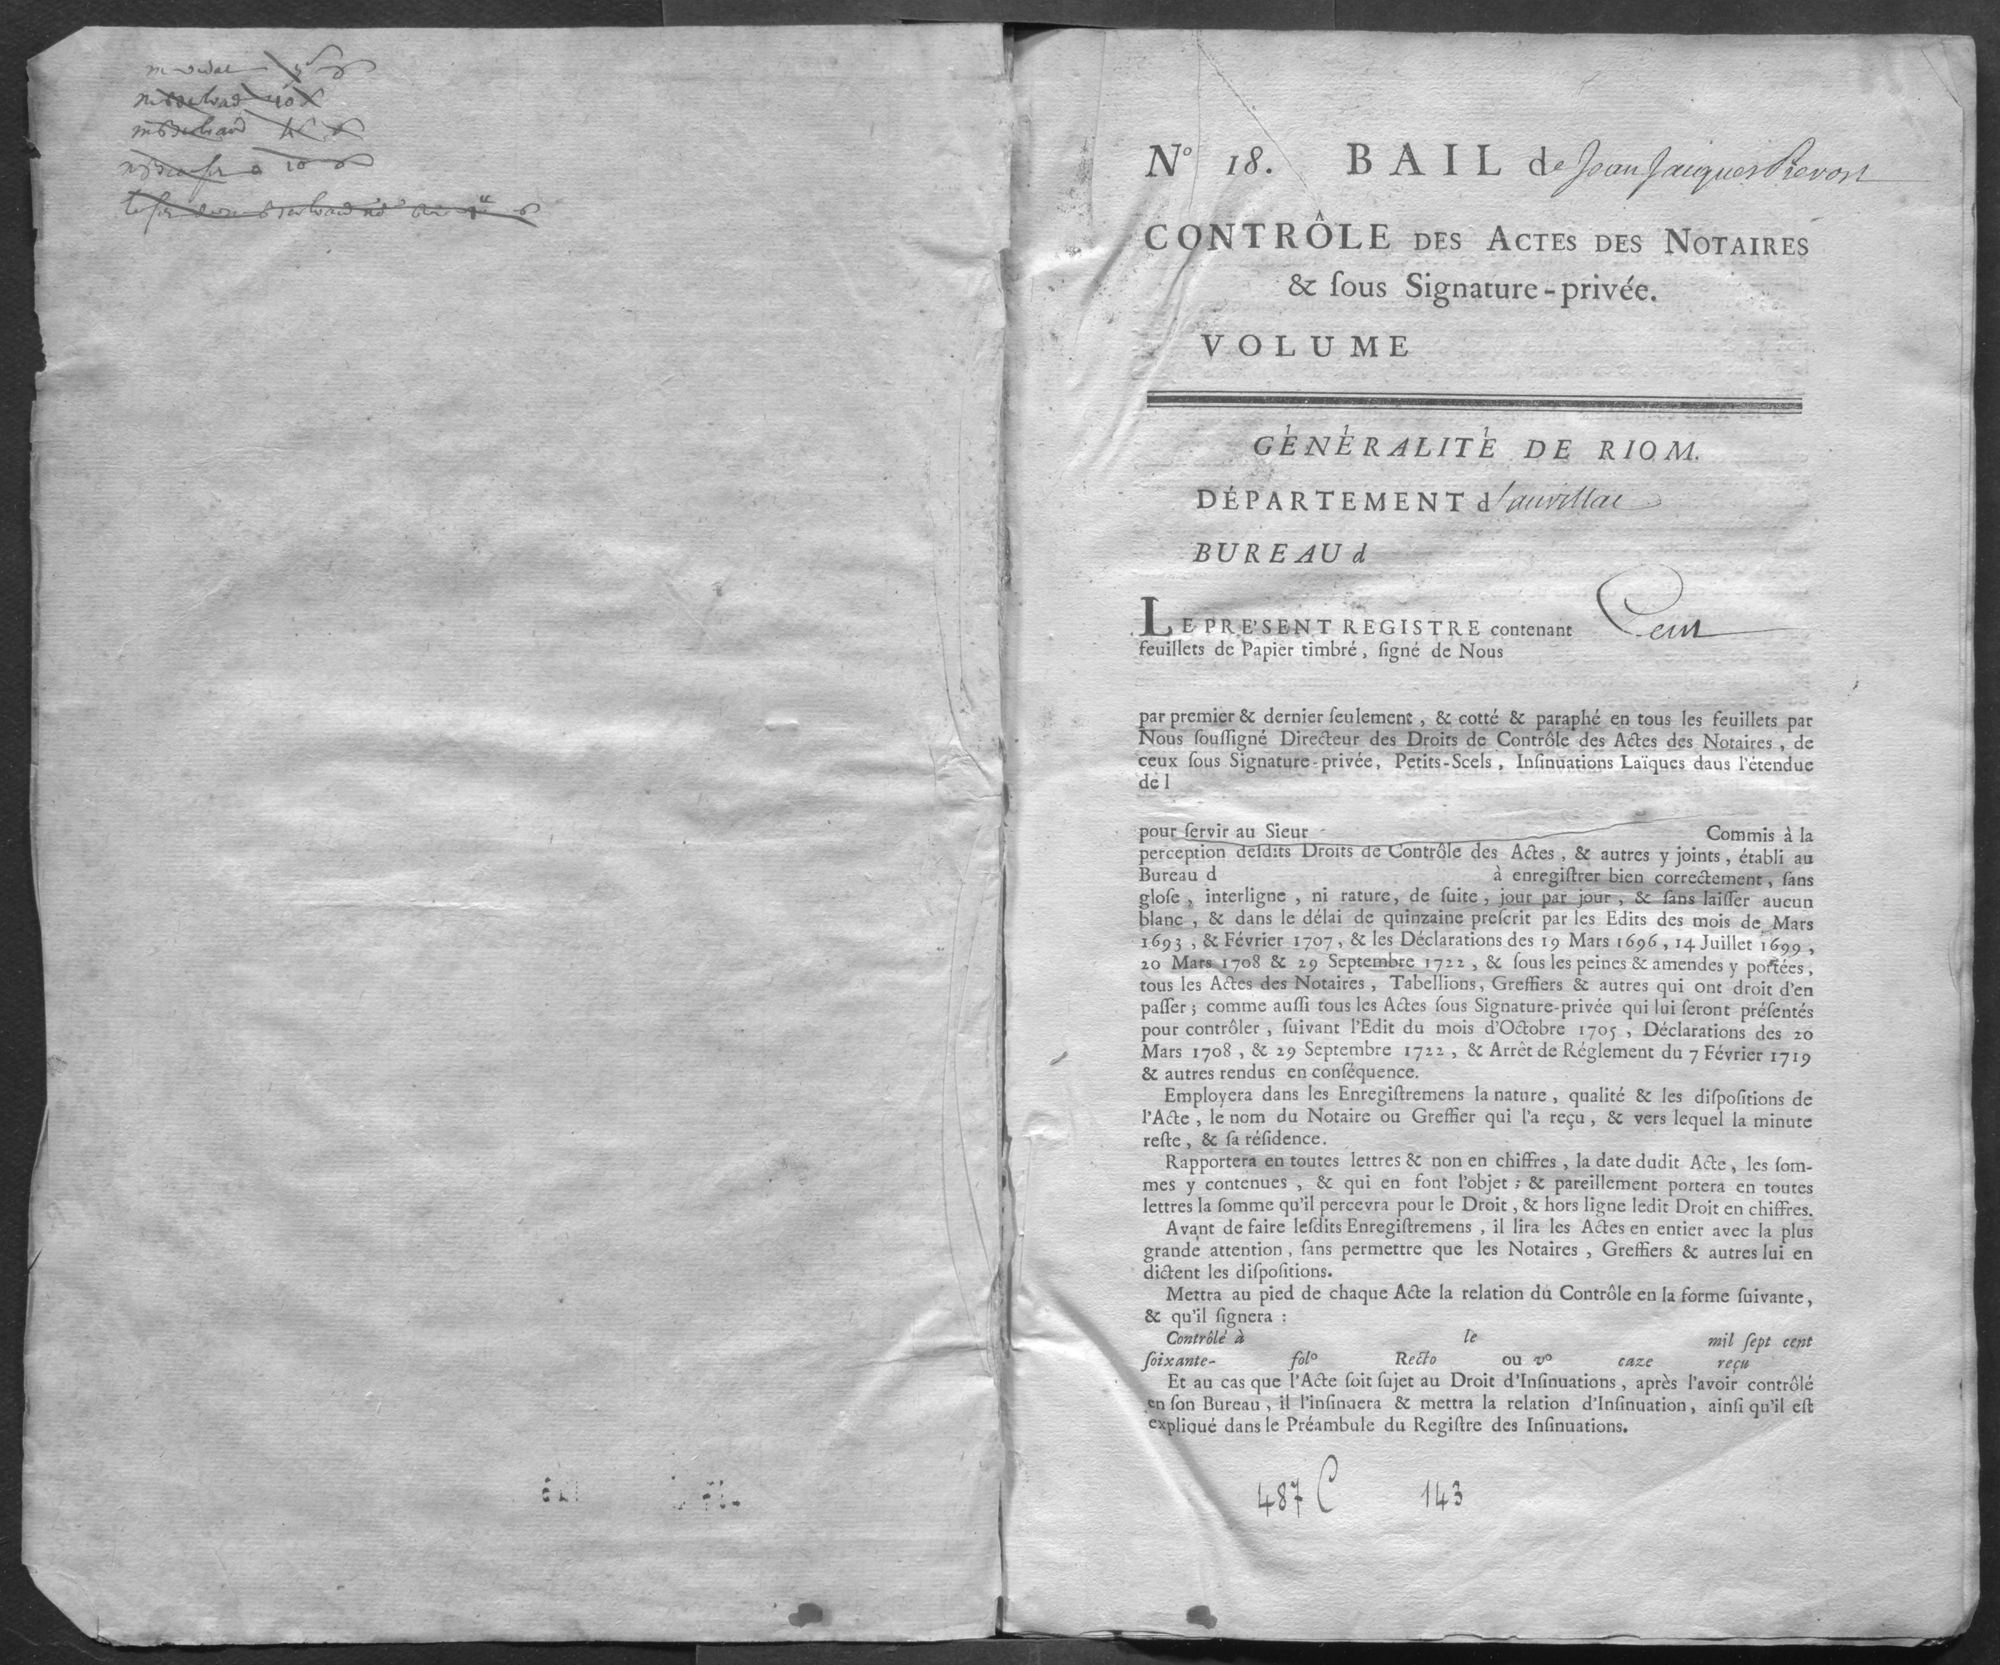 N° 18. BAIL de Jean Jacques Prevost
CONTRÔLE DES ACTES DES NOTAIRES
& ſous Signature-privée.
VOLUME
GÉNÉRALITÉ DE RIOM.
DÉPARTEMENT d'aurillac
BUREAU d
LE PRE'SENT REGISTRE contenant Cent
feuillets de Papier timbré, ſigné de Nous
par premier & dernier ſeulement, & cotté & paraphé en tous les feuillets par
Nous ſouſſigné Directeur des Droits de Contrôle des Actes des Notaires, de
ceux ſous Signature-privée, Petits-Scels, Inſinuations Laïques daus l'étendue
de l
pour ſervir au Sieur Commis à la
perception deſdits Droits de Contrôle des Actes, & autres y joints, établi au
Bureau d à enregiſtrer bien correctement, ſans
gloſe, interligne, ni rature, de ſuite, jour par jour, & ſans laiſſer aucun
blanc, & dans le délai de quinzaine preſcrit par les Edits des mois de Mars
1693, & Février 1707, & les Déclarations des 19 Mars 1696, 14 Juillet 1699,
20 Mars 1708 & 29 Septembre 1722, & ſous les peines & amendes y portées,
tous les Actes des Notaires, Tabellions, Greffiers & autres qui ont droit d'en
paſſer; comme auſſi tous les Actes ſous Signature-privée qui lui ſeront préſentés
pour contrôler, ſuivant l'Edit du mois d'Octobre 1705, Déclarations des 20
Mars 1708, & 29 Septembre 1722, & Arrêt de Réglement du 7 Février 1719
& autres rendus en conſéquence.
Employera dans les Enregiſtremens la nature, qualité & les diſpoſitions de
l'Acte, le nom du Notaire ou Greffier qui l'a reçu, & vers lequel la minute
reſte, & ſa réſidence.
Rapportera en toutes lettres & non en chiffres, la date dudit Acte, les ſom-
mes y contenues, & qui en font l'objet; & pareillement portera en toutes
lettres la ſomme qu'il percevra pour le Droit, & hors ligne ledit Droit en chiffres.
Avant de faire leſdits Enregiſtremens, il lira les Actes en entier avec la plus
grande attention, ſans permettre que les Notaires, Greffiers & autres lui en
dictent les diſpoſitions.
Mettra au pied de chaque Acte la relation du Contrôle en la forme ſuivante,
& qu'il ſignera :
Contrôlé à le mil ſept cent
ſoixante- fol° Recto ou v° caze reçu
Et au cas que l'Acte ſoit ſujet au Droit d'Inſinuations, après l'avoir contrôlé
en ſon Bureau, il l'inſinuera & mettra la relation d'Inſinuation, ainſi qu'il eſt
expliqué dans le Préambule du Regiſtre des Inſinuations.
487 C 143